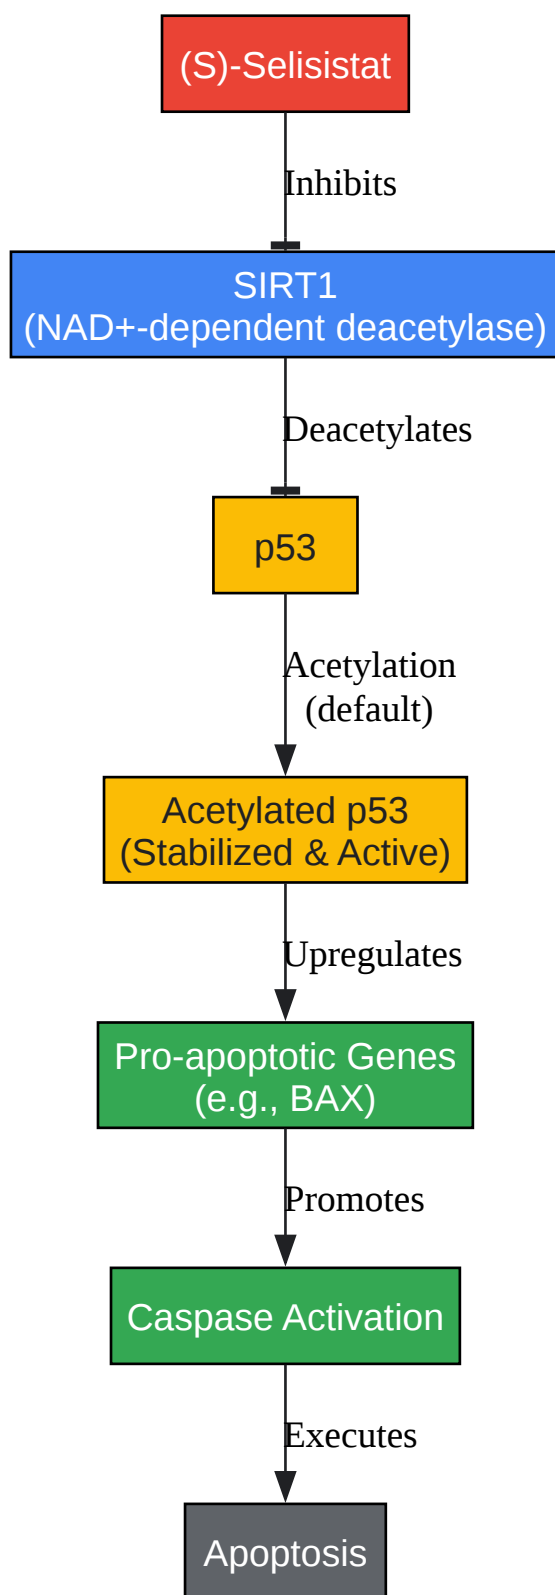 (S)-Selisistat
Inhibits
SIRT1
(NAD+-dependent deacetylase)
Deacetylates
p53
Acetylation
(default)
Acetylated p53
(Stabilized & Active)
Upregulates
Pro-apoptotic Genes
(e.g., BAX)
Promotes
Caspase Activation
Executes
Apoptosis